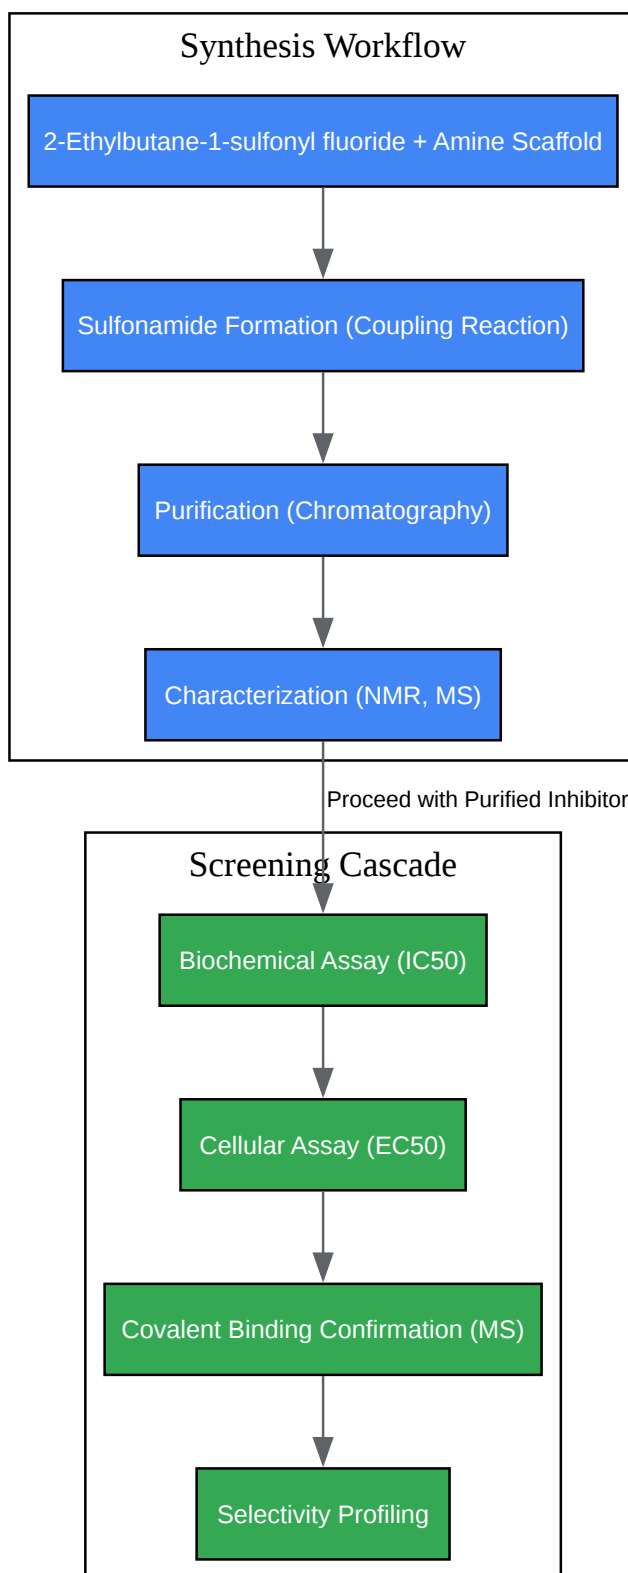 Synthesis Workflow
2-Ethylbutane-1-sulfonyl fluoride + Amine Scaffold
Sulfonamide Formation (Coupling Reaction)
Purification (Chromatography)
Characterization (NMR, MS)
Proceed with Purified Inhibitor
Screening Cascade
Biochemical Assay (IC50)
Cellular Assay (EC50)
Covalent Binding Confirmation (MS)
Selectivity Profiling